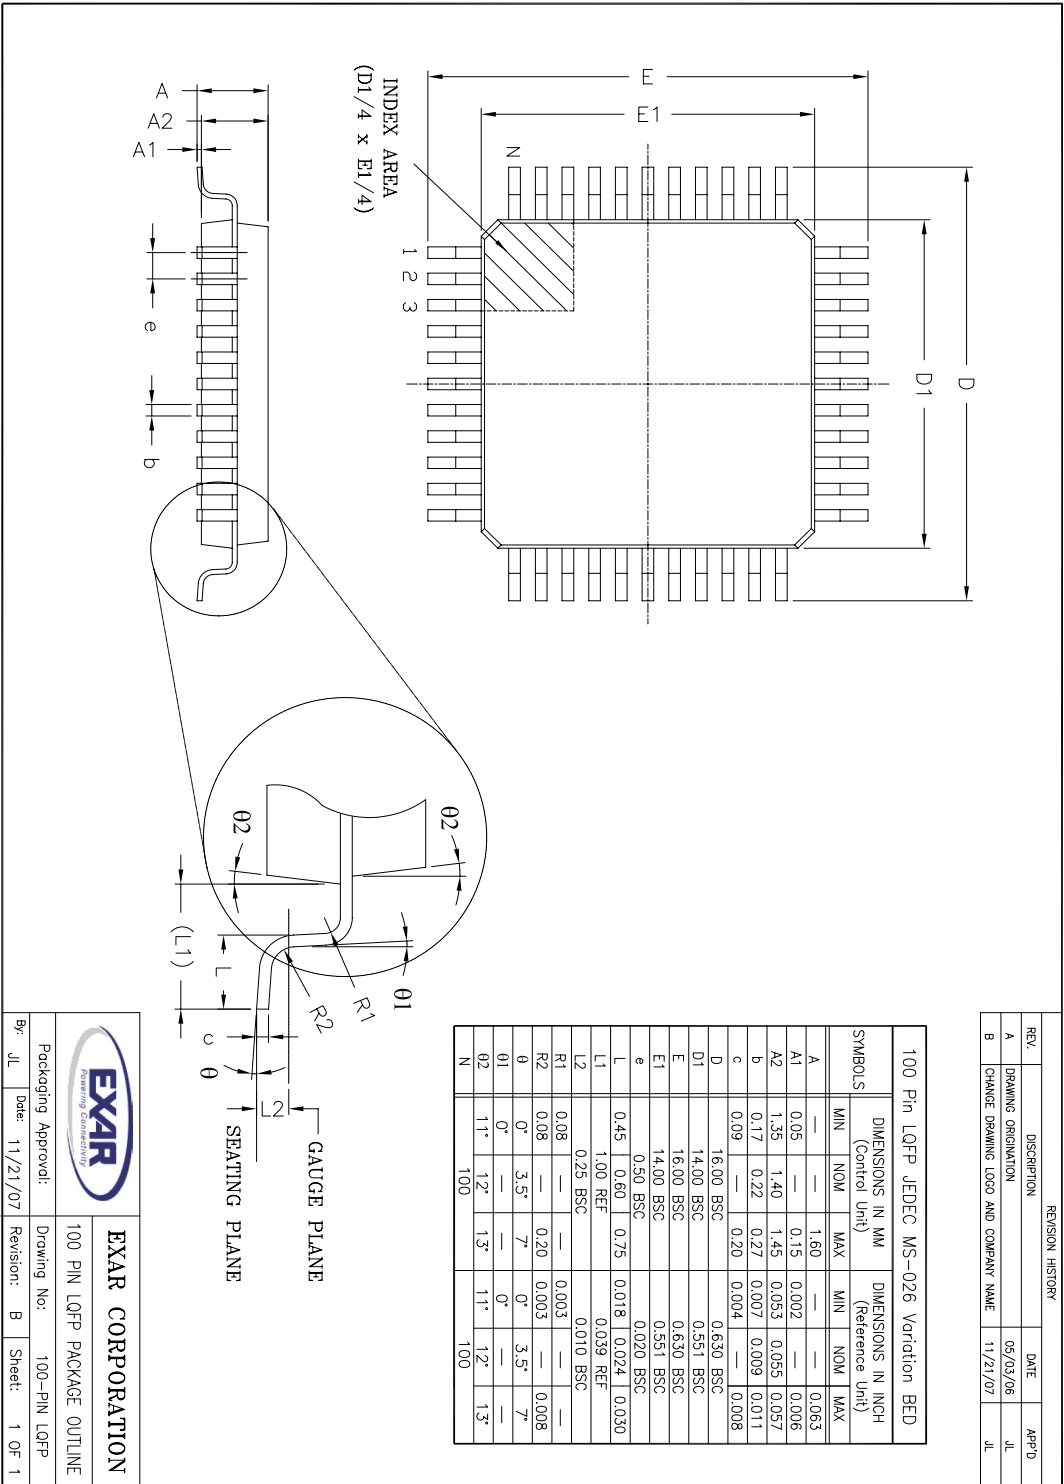 REVISION HISTORY
REV. DISCRIPTION DATE APP'D
A DRAWING ORIGINATION 05/03/06 JL
B CHANGE DRAWING LOGO AND COMPANY NAME 11/21/07 JL
D
D1
E
E1
N
1 2 3
INDEX AREA
(D1/4 x E1/4)
A
A2
A1
e
b
100 Pin LQFP JEDEC MS-026 Variation BED
SYMBOLS DIMENSIONS IN MM (Control Unit) DIMENSIONS IN INCH (Reference Unit)
MIN NOM MAX MIN NOM MAX
A — — 1.60 — — 0.063
A1 0.05 — 0.15 0.002 — 0.006
A2 1.35 1.40 1.45 0.053 0.055 0.057
b 0.17 0.22 0.27 0.007 0.009 0.011
c 0.09 — 0.20 0.004 — 0.008
D 16.00 BSC 0.630 BSC
D1 14.00 BSC 0.551 BSC
E 16.00 BSC 0.630 BSC
E1 14.00 BSC 0.551 BSC
e 0.50 BSC 0.020 BSC
L 0.45 0.60 0.75 0.018 0.024 0.030
L1 1.00 REF 0.039 REF
L2 0.25 BSC 0.010 BSC
R1 0.08 — — 0.003 — —
R2 0.08 — 0.20 0.003 — 0.008
θ 0° 3.5° 7° 0° 3.5° 7°
θ1 0° — — 0° — —
θ2 11° 12° 13° 11° 12° 13°
N 100 100
θ2
θ2
θ1
R1
R2
L
(L1)
c
θ
L2
GAUGE PLANE
SEATING PLANE
EXAR
Powering Connectivity
EXAR CORPORATION
100 PIN LQFP PACKAGE OUTLINE
Packaging Approval: Drawing No: 100-PIN LQFP
By: JL Date: 11/21/07 Revision: B Sheet: 1 OF 1